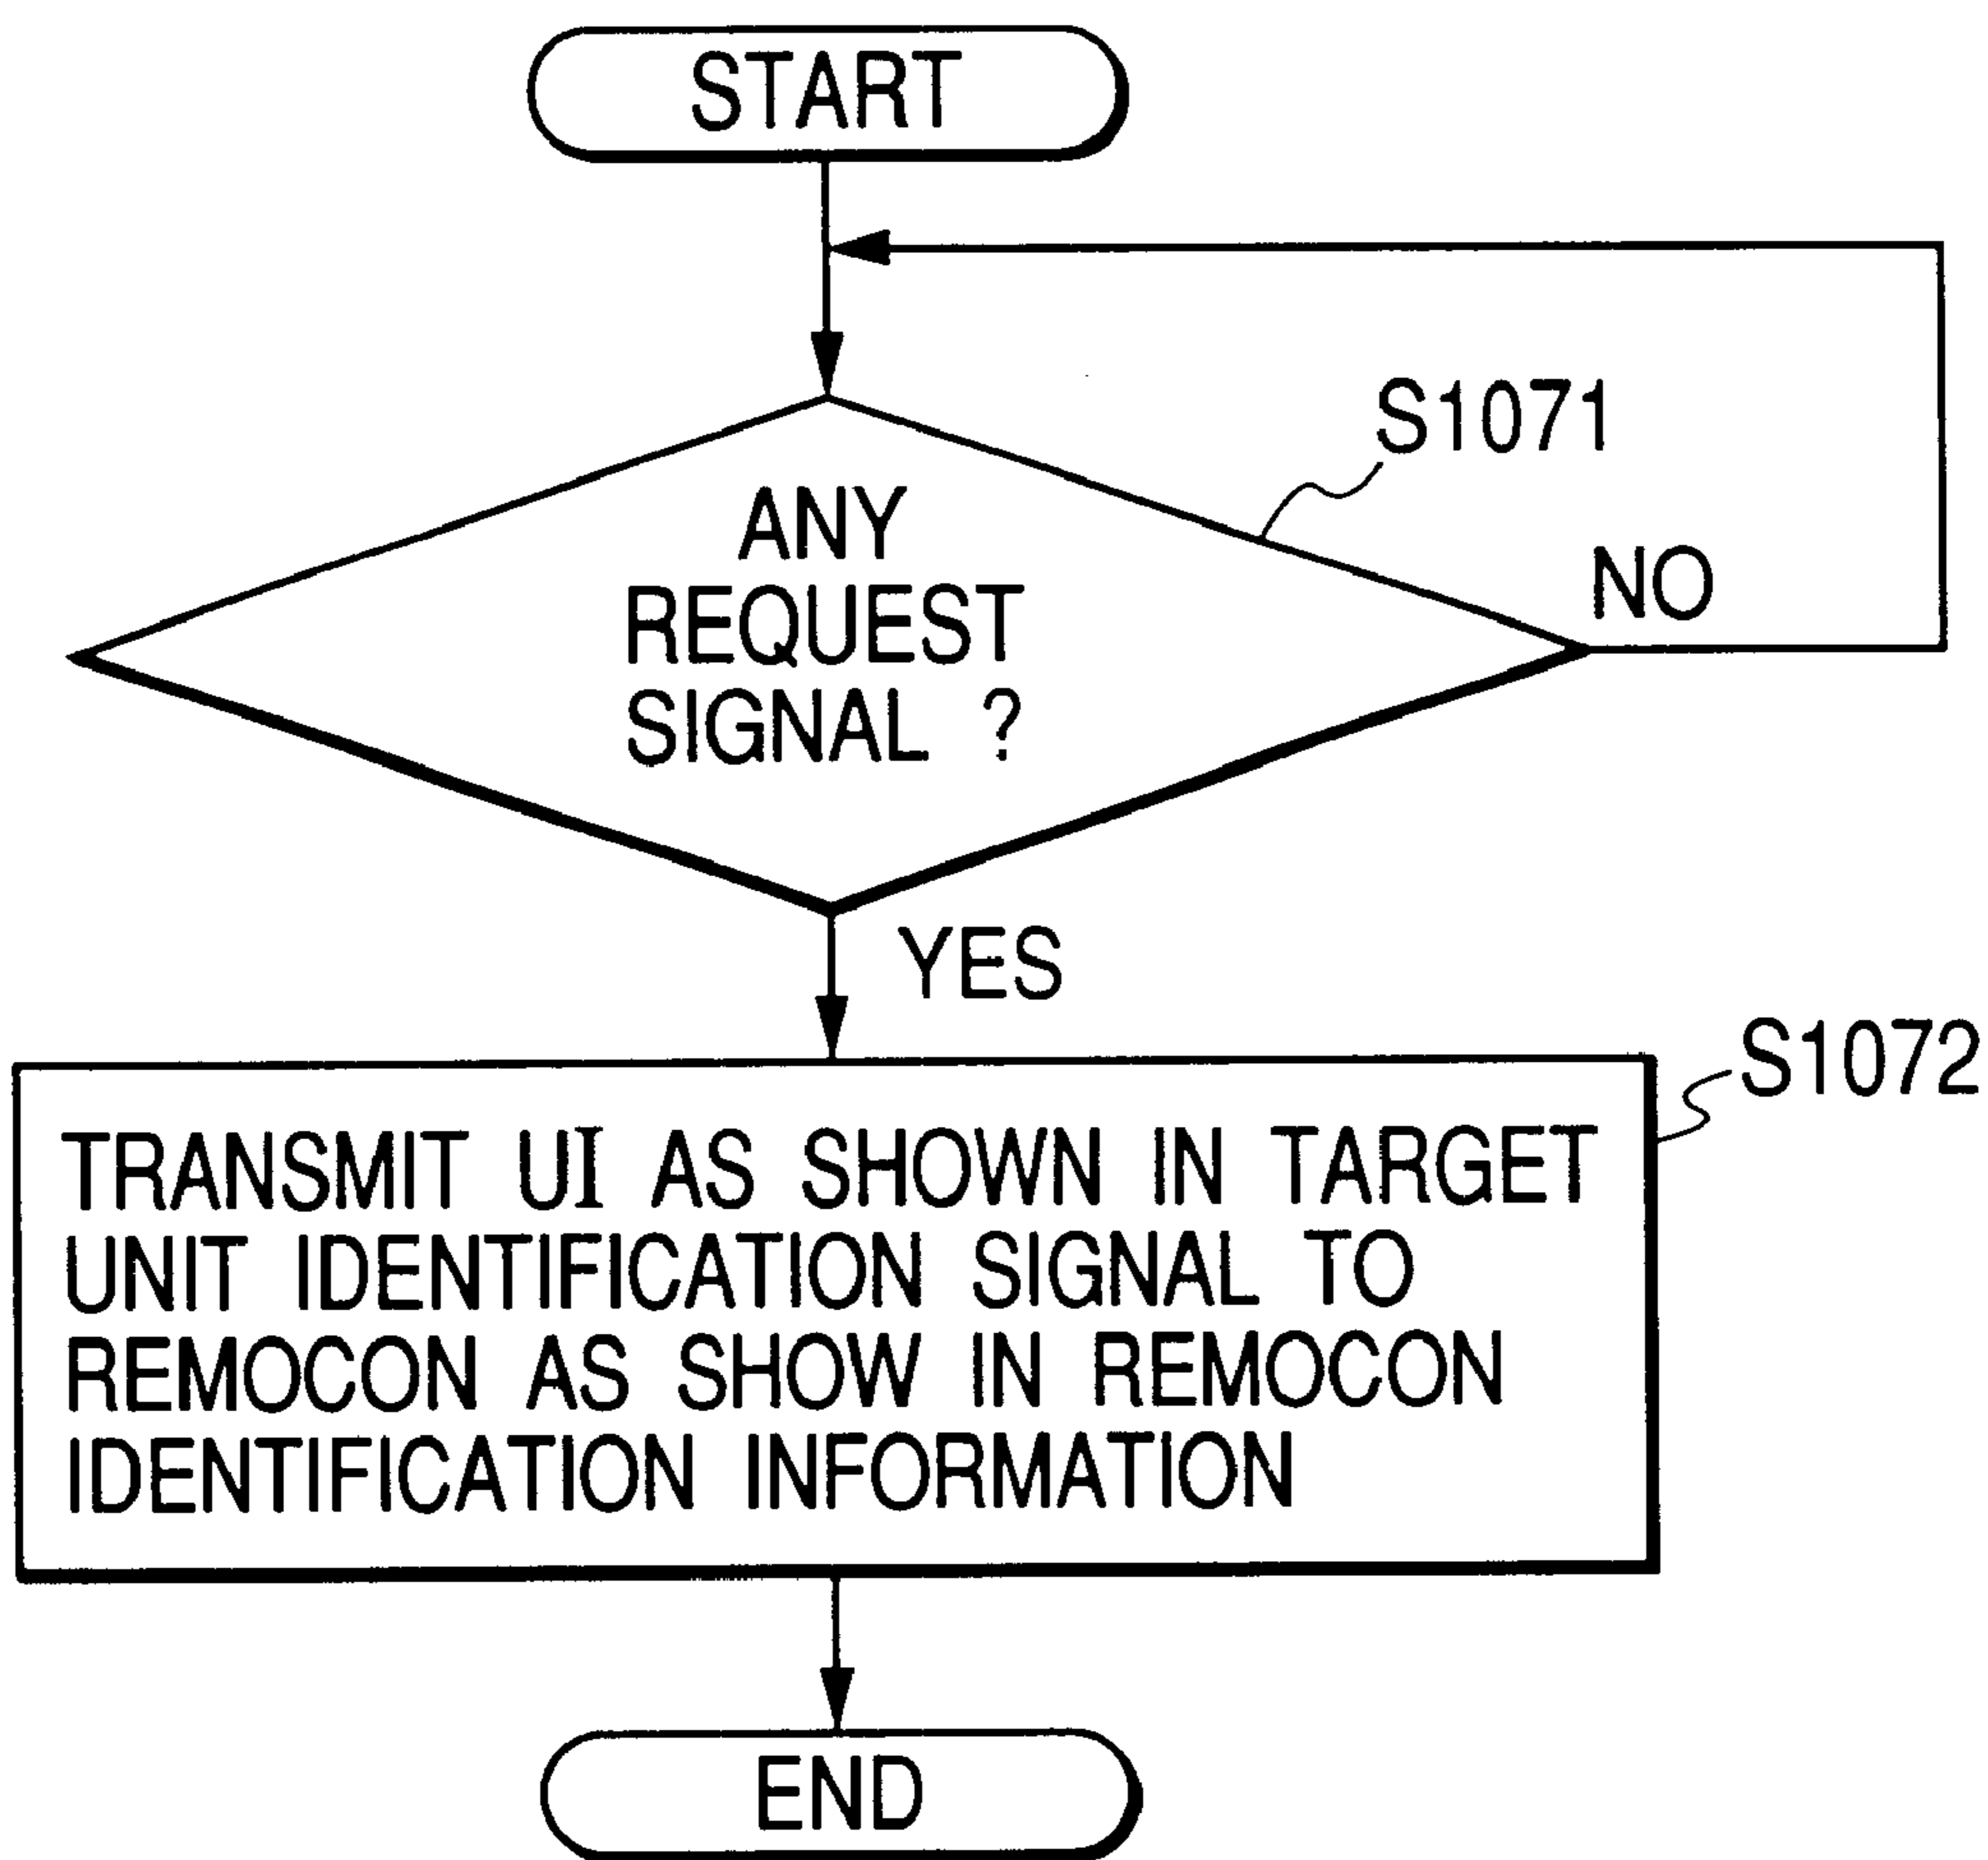 START
S1071
ANY
REQUEST
SIGNAL ?
NO
YES
S1072
TRANSMIT UI AS SHOWN IN TARGET
UNIT IDENTIFICATION SIGNAL TO
REMOCON AS SHOW IN REMOCON
IDENTIFICATION INFORMATION
END